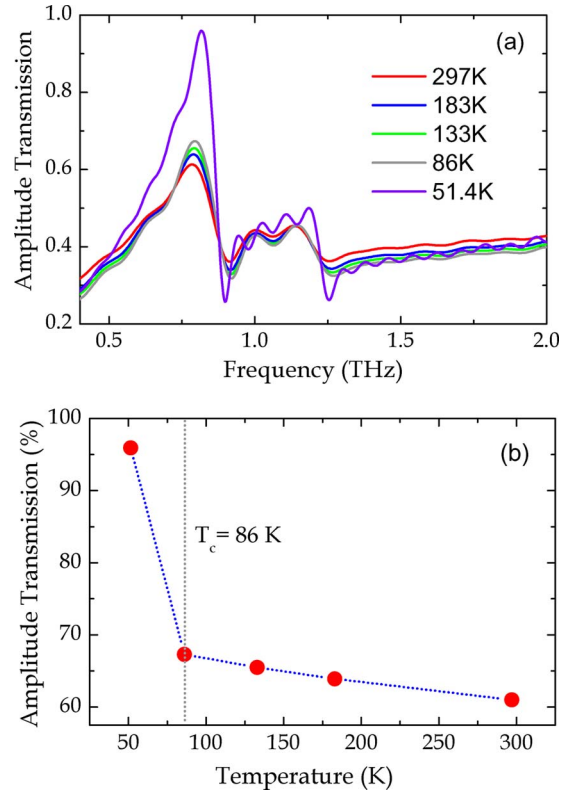 (a)
1.0
0.8
0.6
0.4
0.2
Amplitude Transmission
297K
183K
133K
86K
51.4K
0.5
1.0
1.5
2.0
Frequency (THz)
(b)
100
90
80
70
60
Amplitude Transmission (%)
Tc= 86 K
50
100
150
200
250
300
Temperature (K)